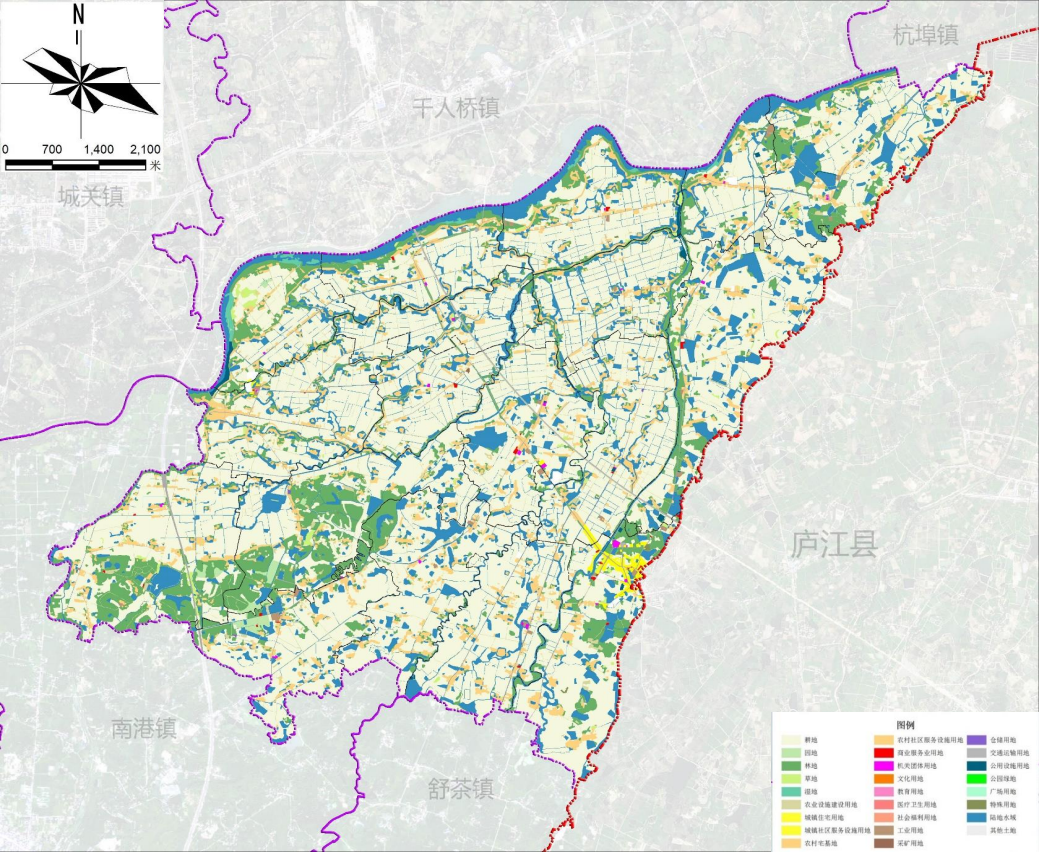 N
0 700 1,400 2,100
米
杭埠镇
千人桥镇
城关镇
庐江县
南港镇
舒茶镇
图例
耕地
园地
林地
草地
湿地
农业设施建设用地
城镇住宅用地
城镇社区服务设施用地
农村宅基地
农村社区服务设施用地
商业服务业用地
机关团体用地
文化用地
教育用地
医疗卫生用地
社会福利用地
工业用地
采矿用地
仓储用地
交通运输用地
公用设施用地
公园绿地
广场用地
特殊用地
陆地水域
其他土地